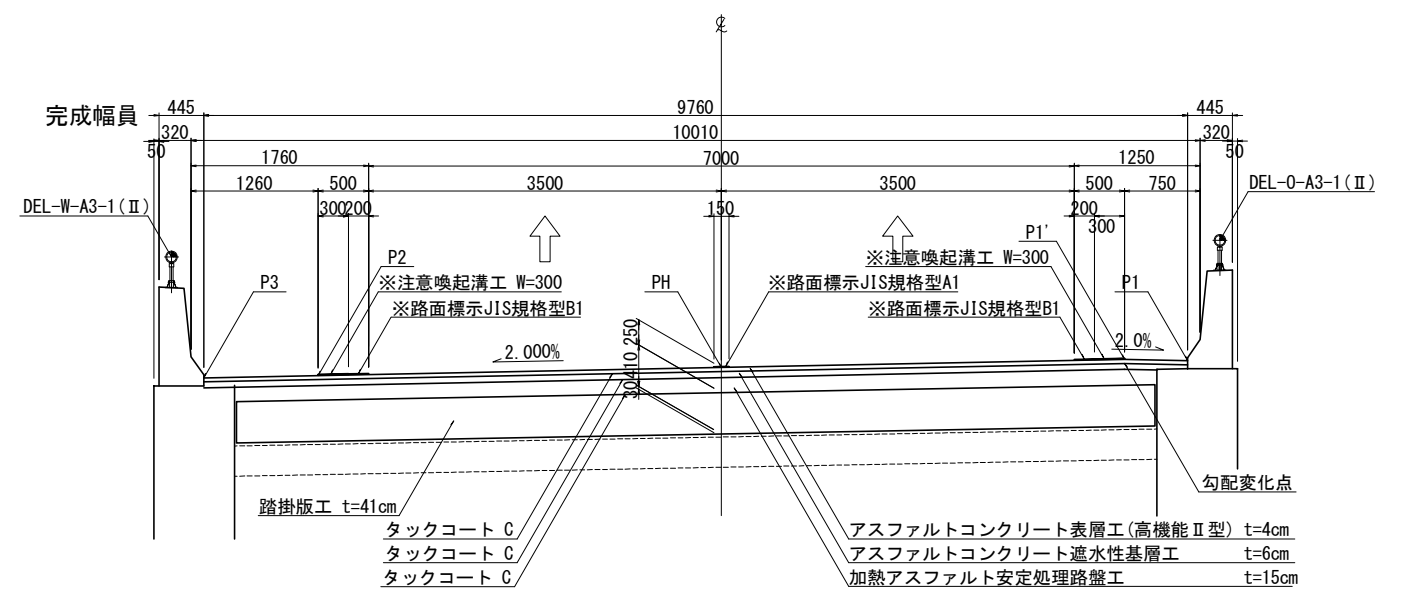 ℄
完成幅員
445
9760
445
320
10010
320
50
50
1760
7000
1250
1260
500
3500
3500
500
750
DEL-W-A3-1(Ⅱ)
DEL-O-A3-1(Ⅱ)
300
200
150
200
300
P1'
P2
※注意喚起溝工 W=300
P3
※注意喚起溝工 W=300
PH
※路面標示JIS規格型A1
P1
※路面標示JIS規格型B1
※路面標示JIS規格型B1
250
410
30
2.000%
2.0%
勾配変化点
踏掛版工 t=41cm
タックコート C
アスファルトコンクリート表層工(高機能Ⅱ型) t=4cm
タックコート C
アスファルトコンクリート遮水性基層工 t=6cm
タックコート C
加熱アスファルト安定処理路盤工 t=15cm